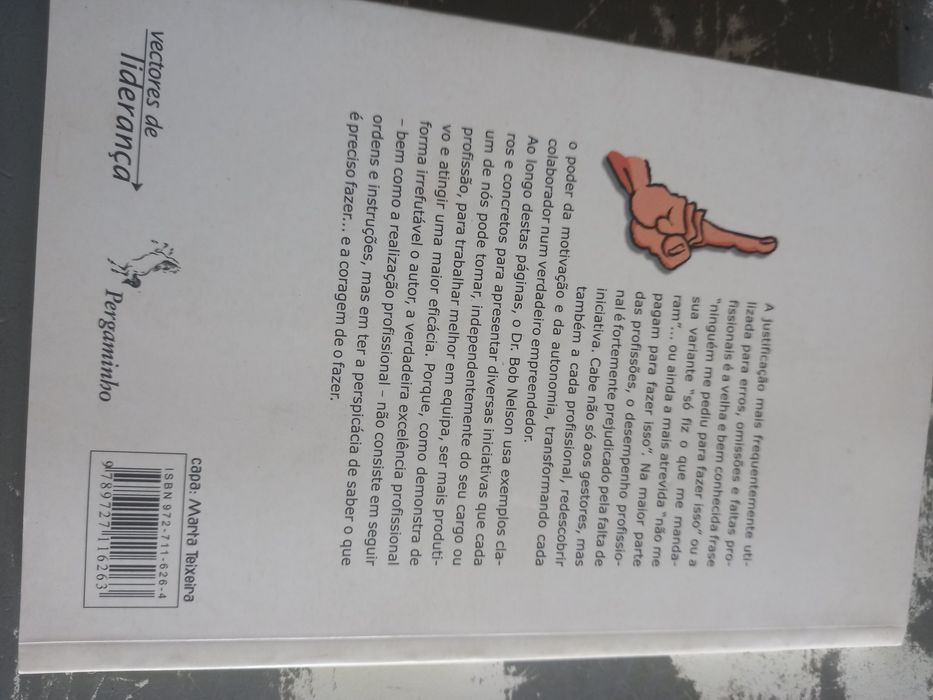 A justificação mais frequentemente uti-
lizada para erros, omissões e faltas pro-
fissionais é a velha e bem conhecida frase
"ninguém me pediu para fazer isso" ou a
sua variante "só fiz o que me manda-
ram"... ou ainda a mais atrevida "não me
pagam para fazer isso". Na maior parte
das profissões, o desempenho profissio-
nal é fortemente prejudicado pela falta de
iniciativa. Cabe não só aos gestores, mas
também a cada profissional, redescobrir
o poder da motivação e da autonomia, transformando cada
colaborador num verdadeiro empreendedor.
Ao longo destas páginas, o Dr. Bob Nelson usa exemplos cla-
ros e concretos para apresentar diversas iniciativas que cada
um de nós pode tomar, independentemente do seu cargo ou
profissão, para trabalhar melhor em equipa, ser mais produti-
vo e atingir uma maior eficácia. Porque, como demonstra de
forma irrefutável o autor, a verdadeira excelência profissional
– bem como a realização profissional – não consiste em seguir
ordens e instruções, mas em ter a perspicácia de saber o que
é preciso fazer... e a coragem de o fazer.
capa: Marta Teixeira
vectores de
liderança
Pergaminho
ISBN 972-711-626-4
9 789727 116263